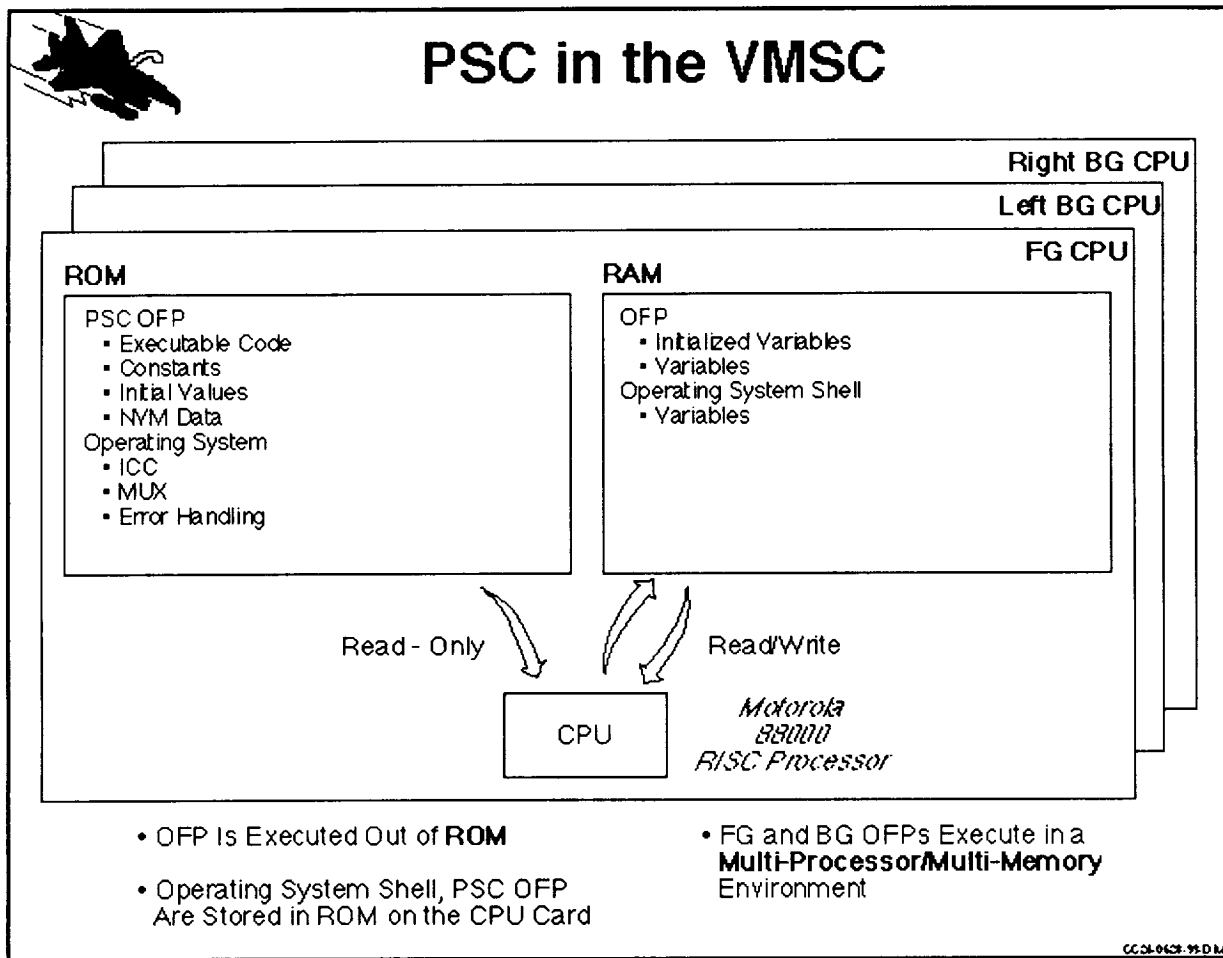 PSC in the VMSC
Right BG CPU
Left BG CPU
FG CPU
ROM
PSC OFP
▪ Executable Code
▪ Constants
▪ Initial Values
▪ NVM Data
Operating System
▪ ICC
▪ MUX
▪ Error Handling
RAM
OFP
▪ Initialized Variables
▪ Variables
Operating System Shell
▪ Variables
Read - Only
Read/Write
CPU
Motorola
88000
RISC Processor
• OFP Is Executed Out of ROM
• Operating System Shell, PSC OFP
Are Stored in ROM on the CPU Card
• FG and BG OFPs Execute in a
Multi-Processor/Multi-Memory
Environment